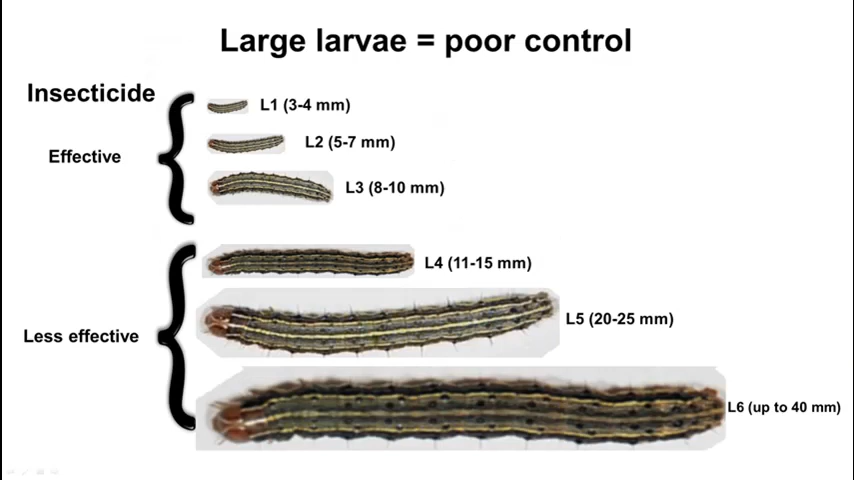 Large larvae = poor control
Insecticide
Effective
L1 (3-4 mm)
L2 (5-7 mm)
L3 (8-10 mm)
Less effective
L4 (11-15 mm)
L5 (20-25 mm)
L6 (up to 40 mm)